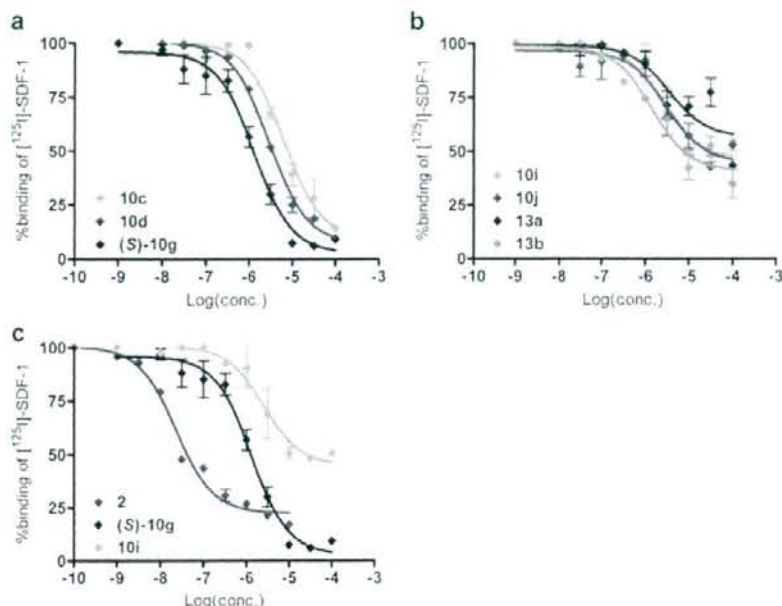 a
%binding of [¹²⁵I]-SDF-1
100
75
50
25
0
10c
10d
(S)-10g
-10 -9 -8 -7 -6 -5 -4 -3
Log(conc.)
b
%binding of [¹²⁵I]-SDF-1
100
75
50
25
0
10i
10j
13a
13b
-10 -9 -8 -7 -6 -5 -4 -3
Log(conc.)
c
%binding of [¹²⁵I]-SDF-1
100
75
50
25
0
2
(S)-10g
10i
-10 -9 -8 -7 -6 -5 -4 -3
Log(conc.)